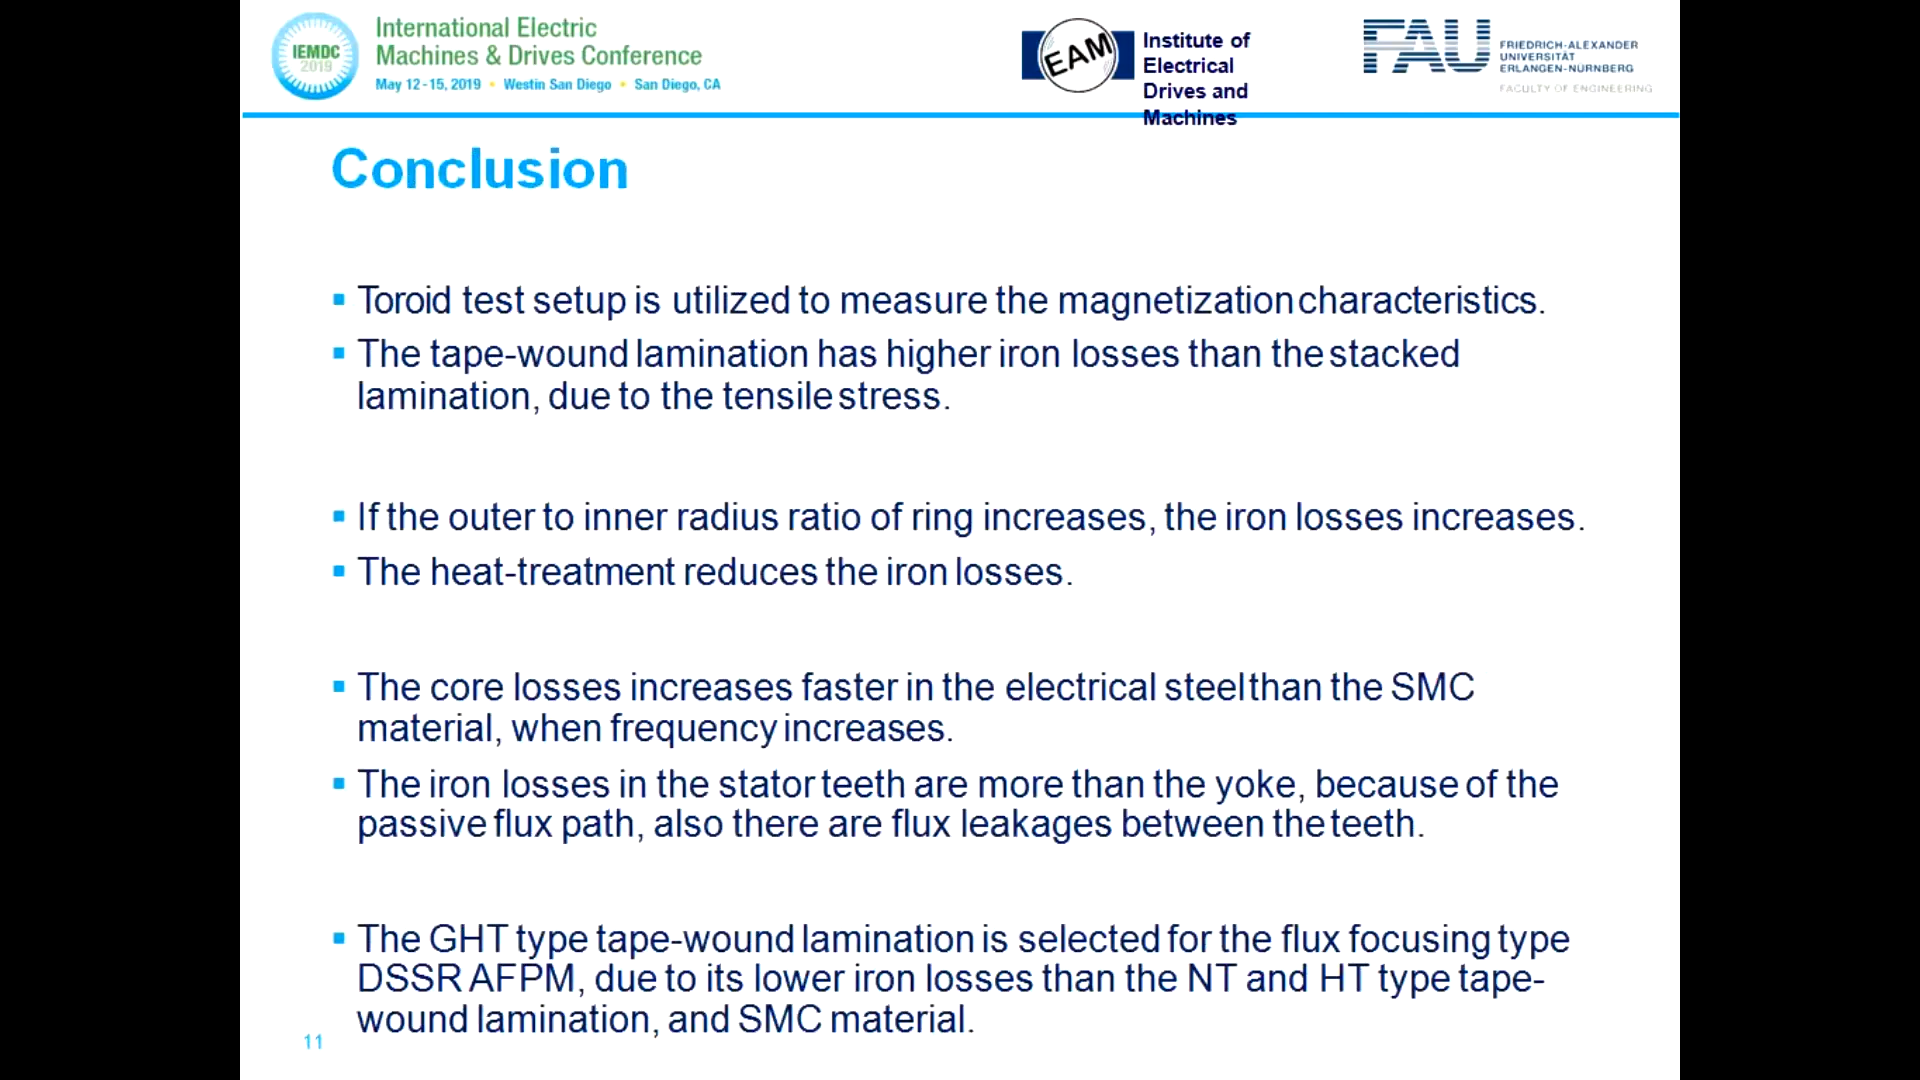 International Electric
Machines & Drives Conference
IEMDC
2019
May 12-15, 2019 • Westin San Diego • San Diego, CA
EAM
Institute of
Electrical
Drives and
Machines
FAU
FRIEDRICH-ALEXANDER
UNIVERSITÄT
ERLANGEN-NÜRNBERG
FACULTY OF ENGINEERING
Conclusion
▪ Toroid test setup is utilized to measure the magnetization characteristics.
▪ The tape-wound lamination has higher iron losses than the stacked
lamination, due to the tensile stress.
▪ If the outer to inner radius ratio of ring increases, the iron losses increases.
▪ The heat-treatment reduces the iron losses.
▪ The core losses increases faster in the electrical steel than the SMC
material, when frequency increases.
▪ The iron losses in the stator teeth are more than the yoke, because of the
passive flux path, also there are flux leakages between the teeth.
▪ The GHT type tape-wound lamination is selected for the flux focusing type
DSSR AFPM, due to its lower iron losses than the NT and HT type tape-
wound lamination, and SMC material.
11